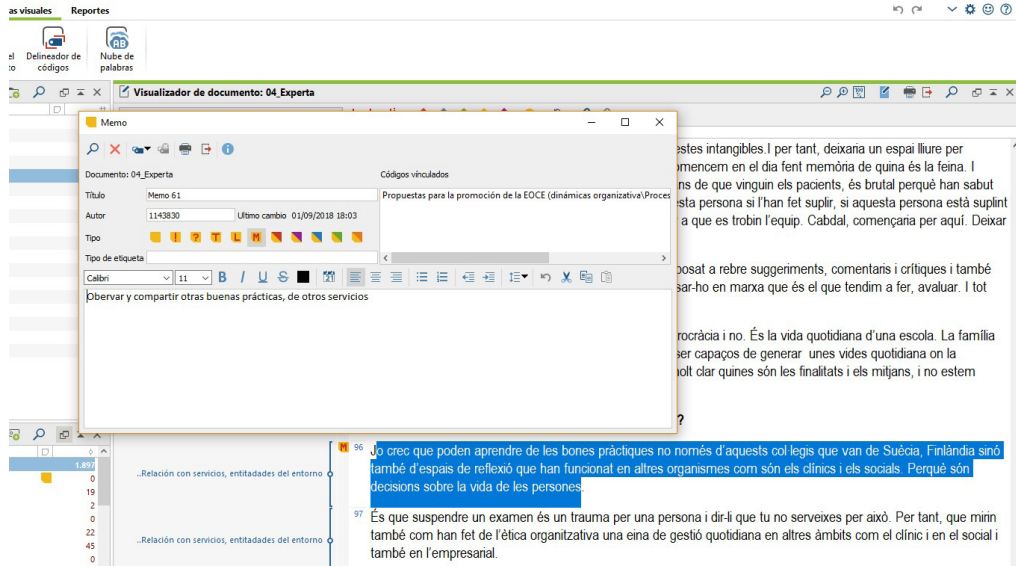 as visuales Reportes
Delineador de códigos
Nube de palabras
Visualizador de documento: 04_Experta
Memo
Documento: 04_Experta
Códigos vinculados
Título Memo 61
Propuestas para la promoción de la EOCE (dinámicas organizativa\Proces
Autor 1143830 Ultimo cambio 01/09/2018 18:03
Tipo ! ? T L M
Tipo de etiqueta
Calibri 11 B I U S
Obervar y compartir otras buenas prácticas, de otros servicios
estes intangibles.I per tant, deixaria un espai lliure per
omencem en el dia fent memòria de quina és la feina. I
ns de que vinguin els pacients, és brutal perquè han sabut
esta persona si l'han fet suplir, si aquesta persona està suplint
a que es trobin l'equip. Cabdal, començaria per aquí. Deixar
posat a rebre suggeriments, comentaris i crítiques i també
sar-ho en marxa que és el que tendim a fer, avaluar. I tot
rocràcia i no. És la vida quotidiana d'una escola. La família
ser capaços de generar unes vides quotidiana on la
nolt clar quines són les finalitats i els mitjans, i no estem
?
1.897
0
19
2
0
22
45
0
M 96 Jo crec que poden aprendre de les bones pràctiques no només d'aquests col·legis que van de Suècia, Finlàndia sinó
també d'espais de reflexió que han funcionat en altres organismes com són els clínics i els socials. Perquè són
..Relación con servicios, entitadades del entorno
decisions sobre la vida de les persones.
97 És que suspendre un examen és un trauma per una persona i dir-li que tu no serveixes per això. Per tant, que mirin
també com han fet de l'ètica organitzativa una eina de gestió quotidiana en altres àmbits com el clínic i en el social i
..Relación con servicios, entitadades del entorno
també en l'empresarial.